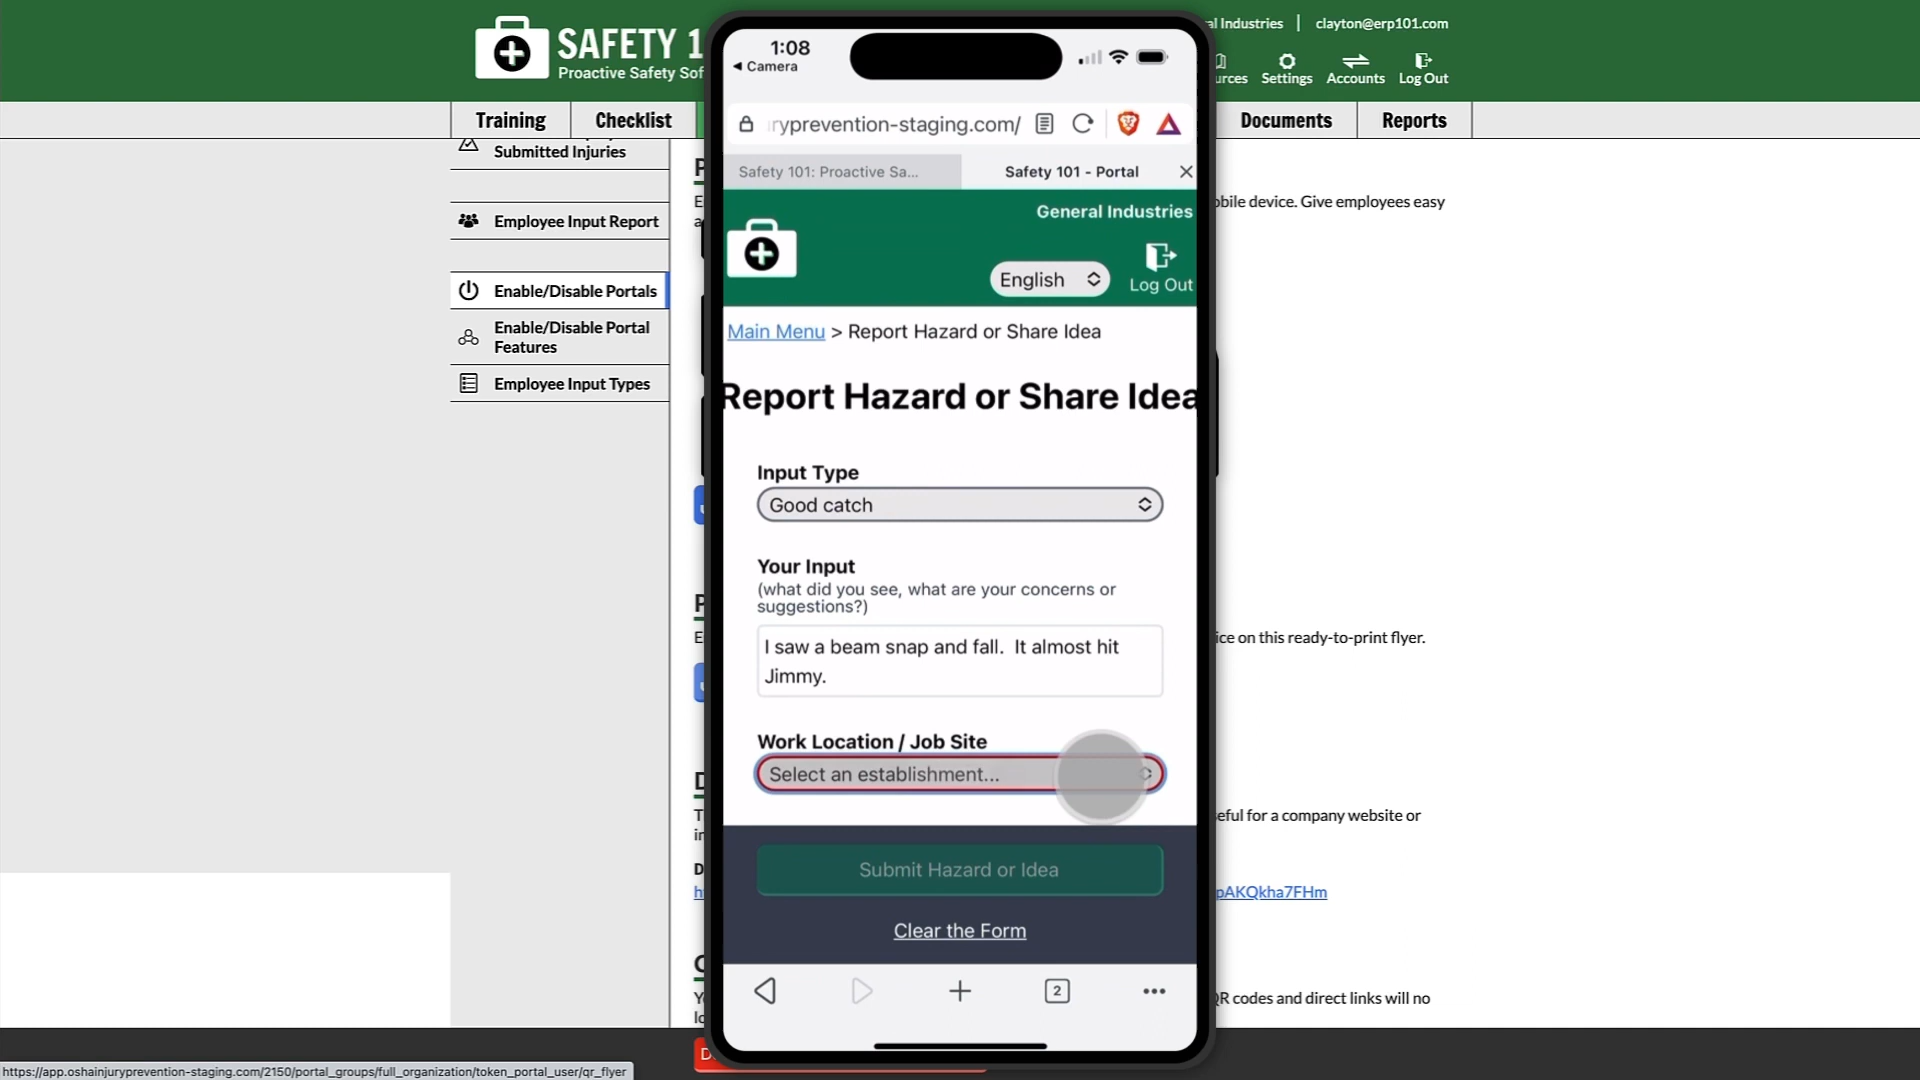 SAFETY 1
Proactive Safety Sof
al Industries | clayton@erp101.com
urces Settings Accounts Log Out
Training Checklist Documents Reports
Submitted Injuries
Employee Input Report
Enable/Disable Portals
Enable/Disable Portal
Features
Employee Input Types
1:08
Camera
ryprevention-staging.com/
Safety 101: Proactive Sa...
Safety 101 - Portal
General Industries
English
Log Out
Main Menu > Report Hazard or Share Idea
Report Hazard or Share Idea
Input Type
Good catch
Your Input
(what did you see, what are your concerns or
suggestions?)
I saw a beam snap and fall.  It almost hit
Jimmy.
Work Location / Job Site
Select an establishment...
Submit Hazard or Idea
Clear the Form
2
obile device. Give employees easy
ice on this ready-to-print flyer.
eful for a company website or
pAKQkha7FHm
QR codes and direct links will no
https://app.oshainjuryprevention-staging.com/2150/portal_groups/full_organization/token_portal_user/qr_flyer